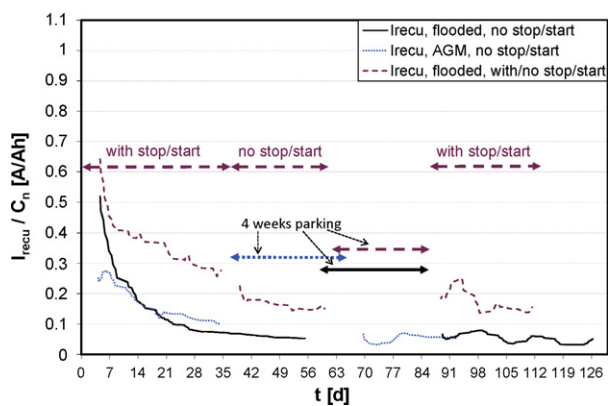 1.1
1
0.9
0.8
0.7
0.6
0.5
0.4
0.3
0.2
0.1
0
I_recu / C_n [A/Ah]
Irecu, flooded, no stop/start
Irecu, AGM, no stop/start
Irecu, flooded, with/no stop/start
with stop/start no stop/start with stop/start
4 weeks parking
0 7 14 21 28 35 42 49 56 63 70 77 84 91 98 105 112 119 126
t [d]